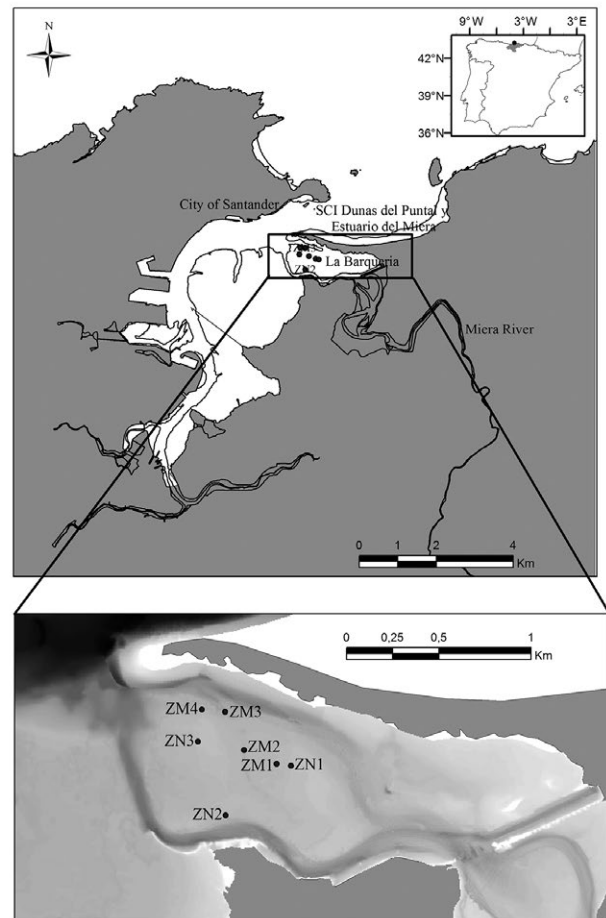 N
9°W 3°W 3°E
42°N
39°N
36°N
City of Santander
SCI Dunas del Puntal y
Estuario del Miera
La Barquería
ZN2
Miera River
0 1 2 4
Km
0 0,25 0,5 1
Km
ZM4
ZM3
ZN3
ZM2
ZM1
ZN1
ZN2